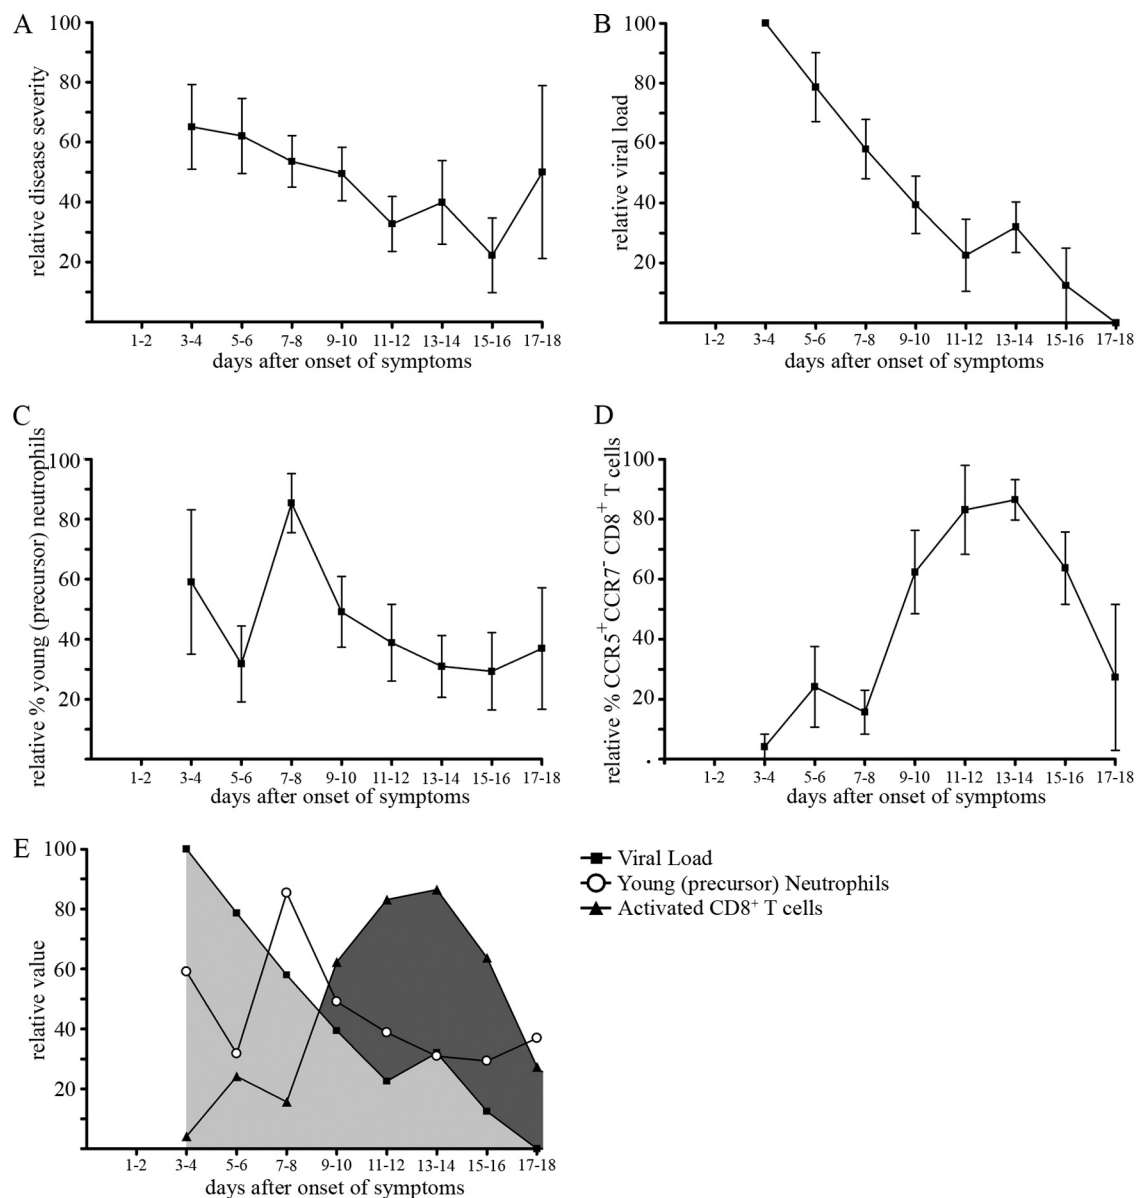 A
relative disease severity
100
80
60
40
20
1-2 3-4 5-6 7-8 9-10 11-12 13-14 15-16 17-18
days after onset of symptoms
B
relative viral load
100
80
60
40
20
1-2 3-4 5-6 7-8 9-10 11-12 13-14 15-16 17-18
days after onset of symptoms
C
relative % young (precursor) neutrophils
100
80
60
40
20
1-2 3-4 5-6 7-8 9-10 11-12 13-14 15-16 17-18
days after onset of symptoms
D
relative % CCR5⁺CCR7⁻ CD8⁺ T cells
100
80
60
40
20
1-2 3-4 5-6 7-8 9-10 11-12 13-14 15-16 17-18
days after onset of symptoms
E
relative value
100
80
60
40
20
1-2 3-4 5-6 7-8 9-10 11-12 13-14 15-16 17-18
days after onset of symptoms
Viral Load
Young (precursor) Neutrophils
Activated CD8⁺ T cells